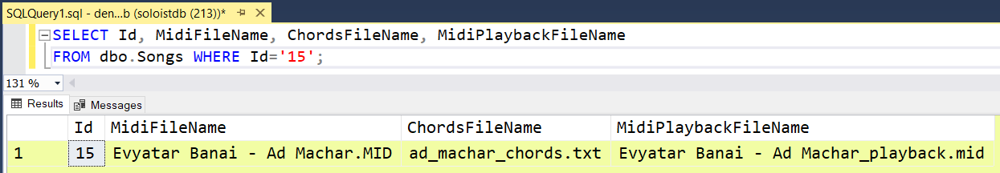 SQLQuery1.sql - den...b (soloistdb (213))*
SELECT Id, MidiFileName, ChordsFileName, MidiPlaybackFileName
FROM dbo.Songs WHERE Id='15';
131 %
Results Messages
Id MidiFileName ChordsFileName MidiPlaybackFileName
1 15 Evyatar Banai - Ad Machar.MID ad_machar_chords.txt Evyatar Banai - Ad Machar_playback.mid